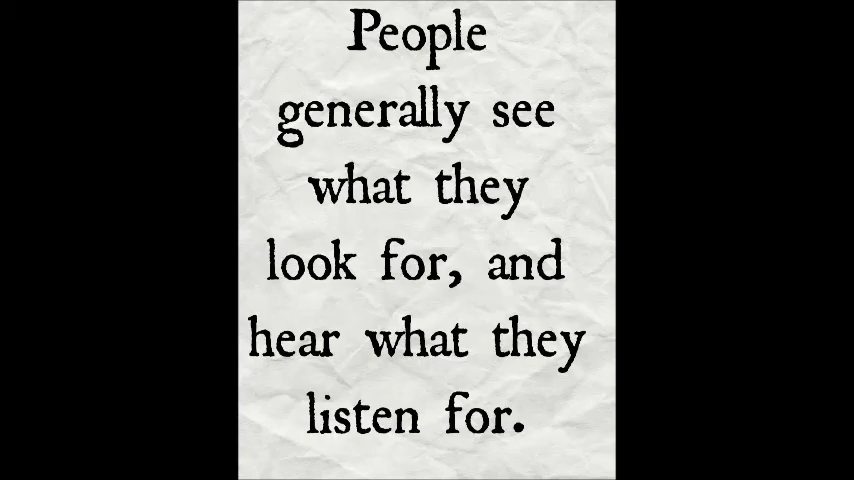 People
generally see
what they
look for, and
hear what they
listen for.